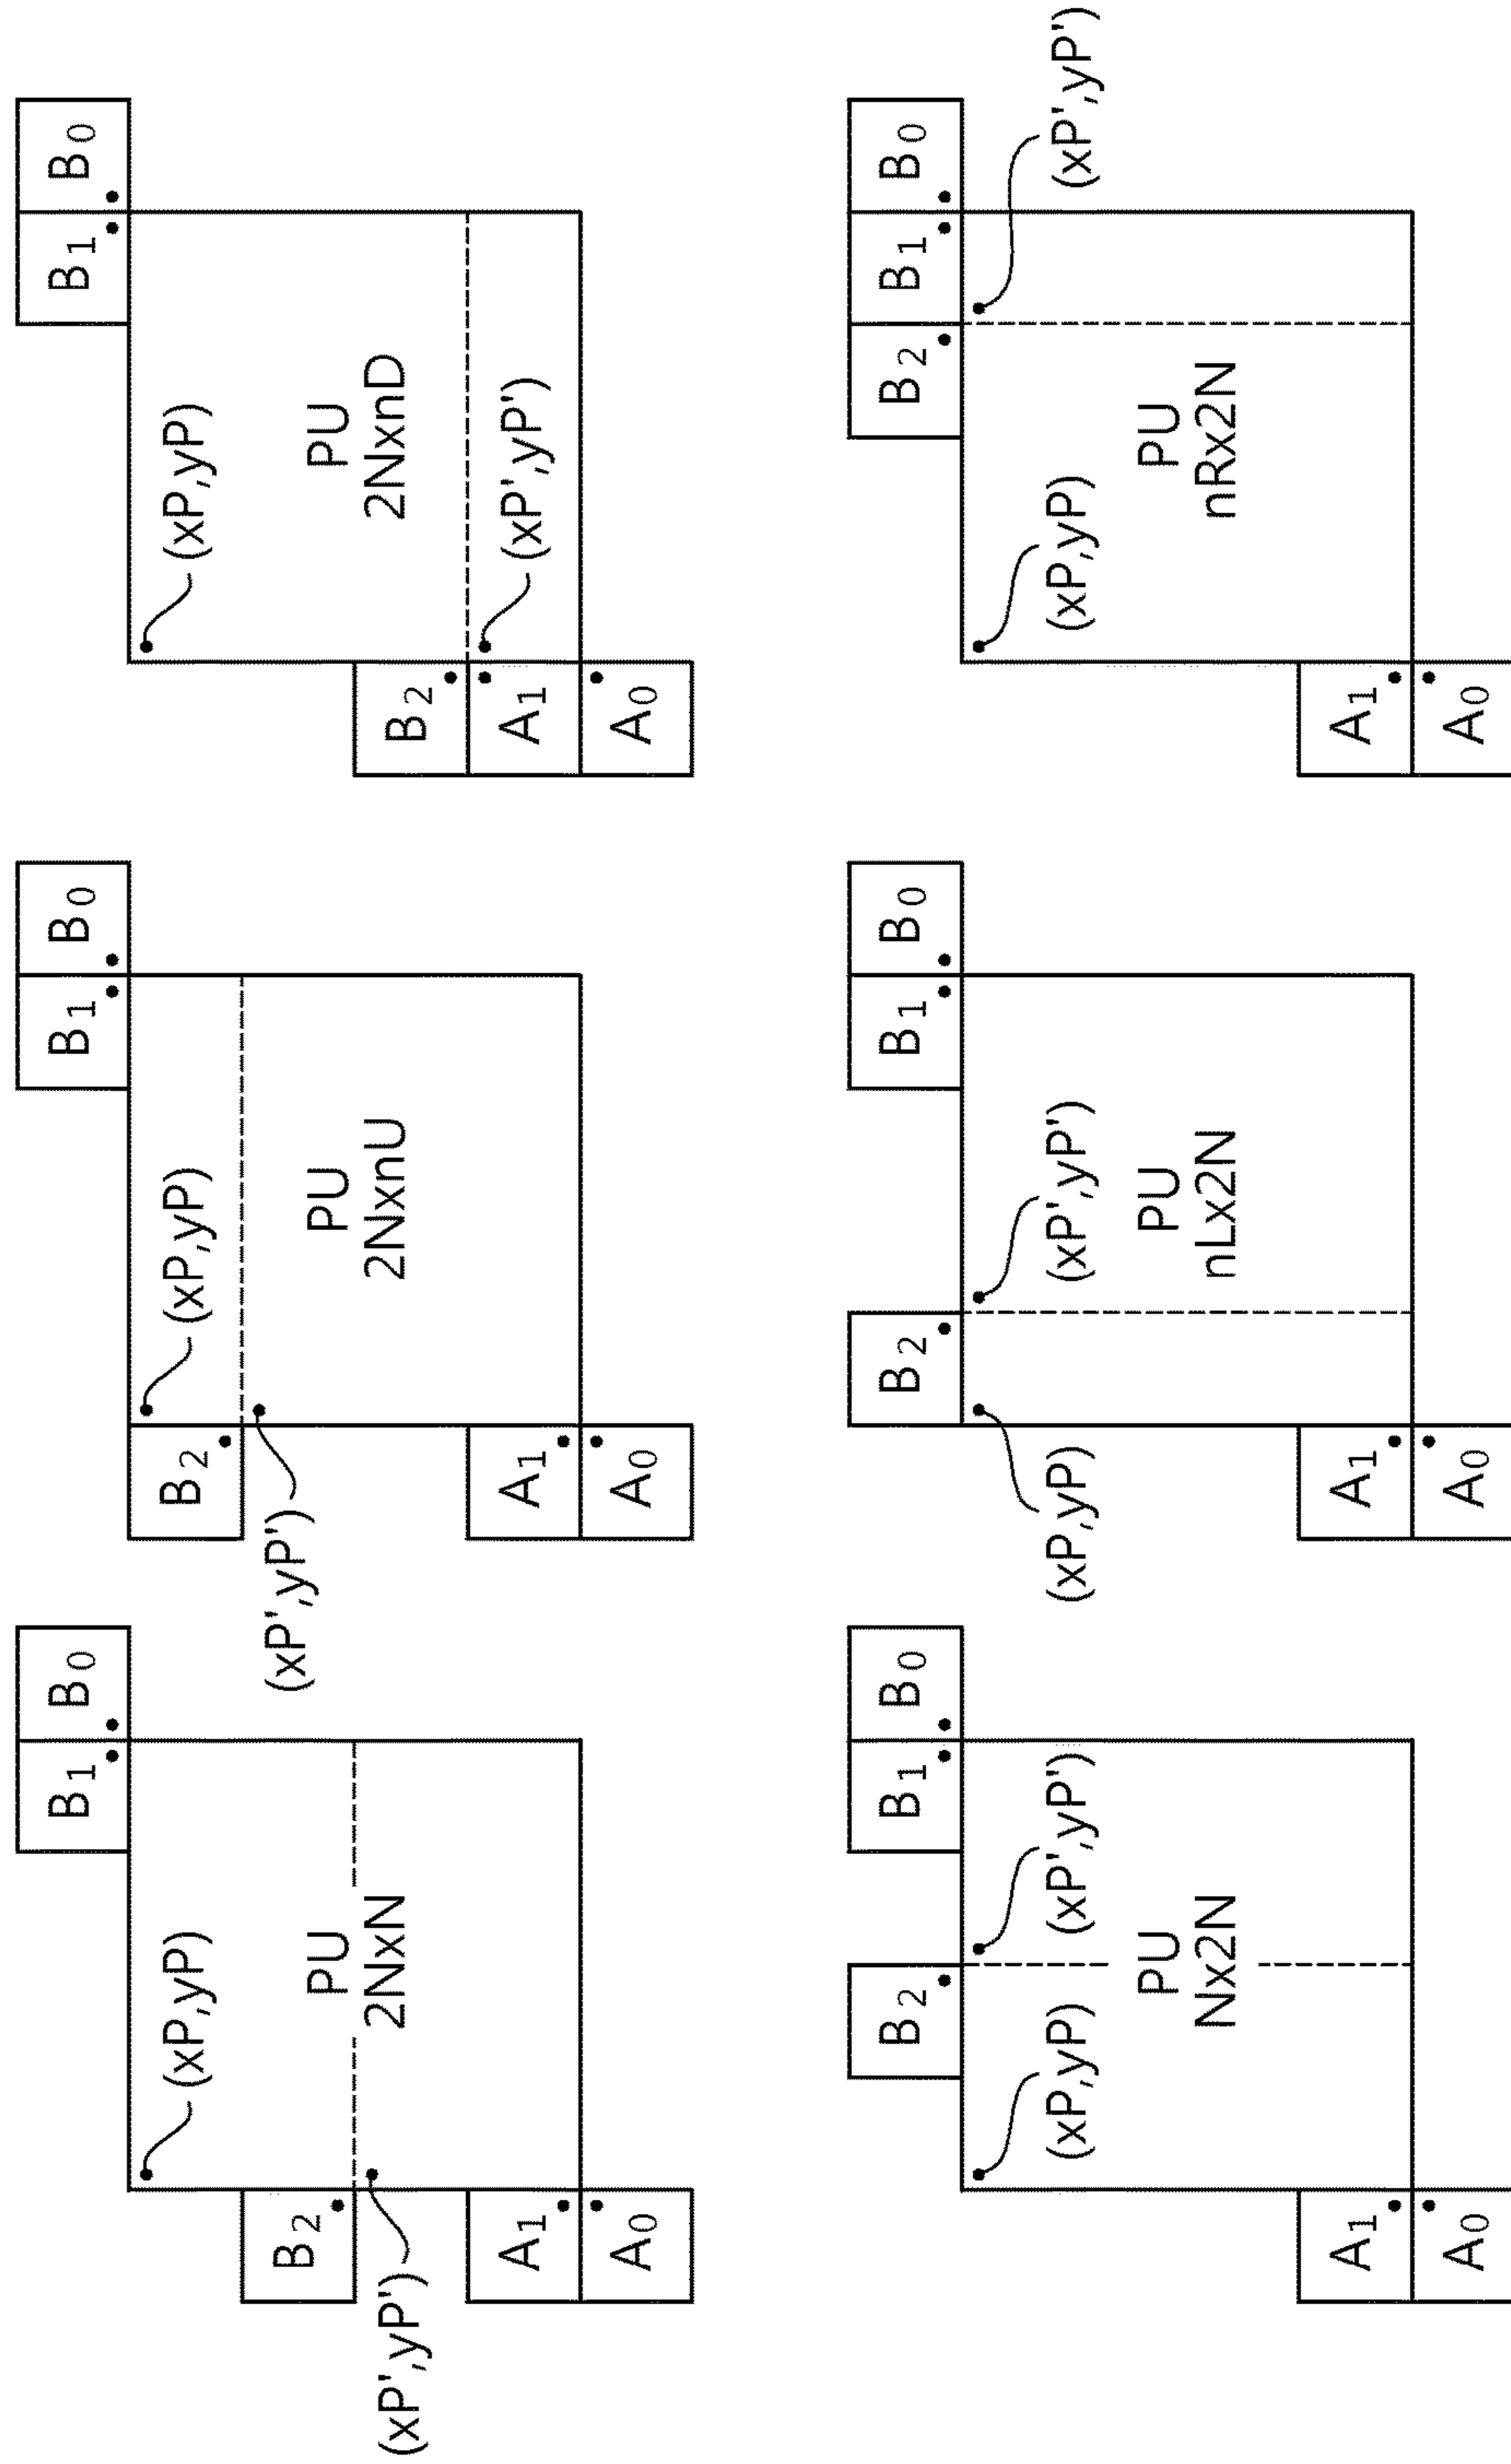 B1 B0
(xP,yP)
B2
PU
2NxN
(xP',yP')
A1
A0
B1 B0
(xP,yP)
B2
(xP',yP')
PU
2NxnU
A1
A0
B1 B0
(xP,yP)
PU
2NxnD
B2
A1
(xP',yP')
A0
B2 B1 B0
(xP,yP) (xP',yP')
PU
Nx2N
A1
A0
B2 B1 B0
(xP,yP) (xP',yP')
PU
nLx2N
A1
A0
B2 B1 B0
(xP,yP) (xP',yP')
PU
nRx2N
A1
A0